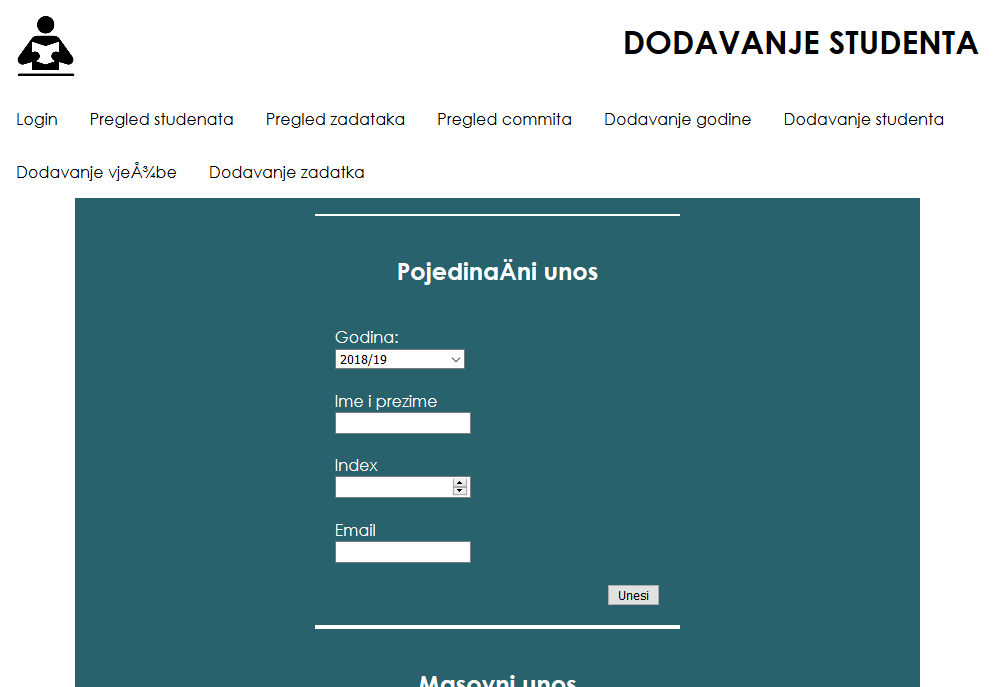 DODAVANJE STUDENTA
Login Pregled studenata Pregled zadataka Pregled commita Dodavanje godine Dodavanje studenta
Dodavanje vjeÅ¾be Dodavanje zadatka
PojedinaÄni unos
Godina:
2018/19
Ime i prezime
Index
Email
Unesi
Masovni unos